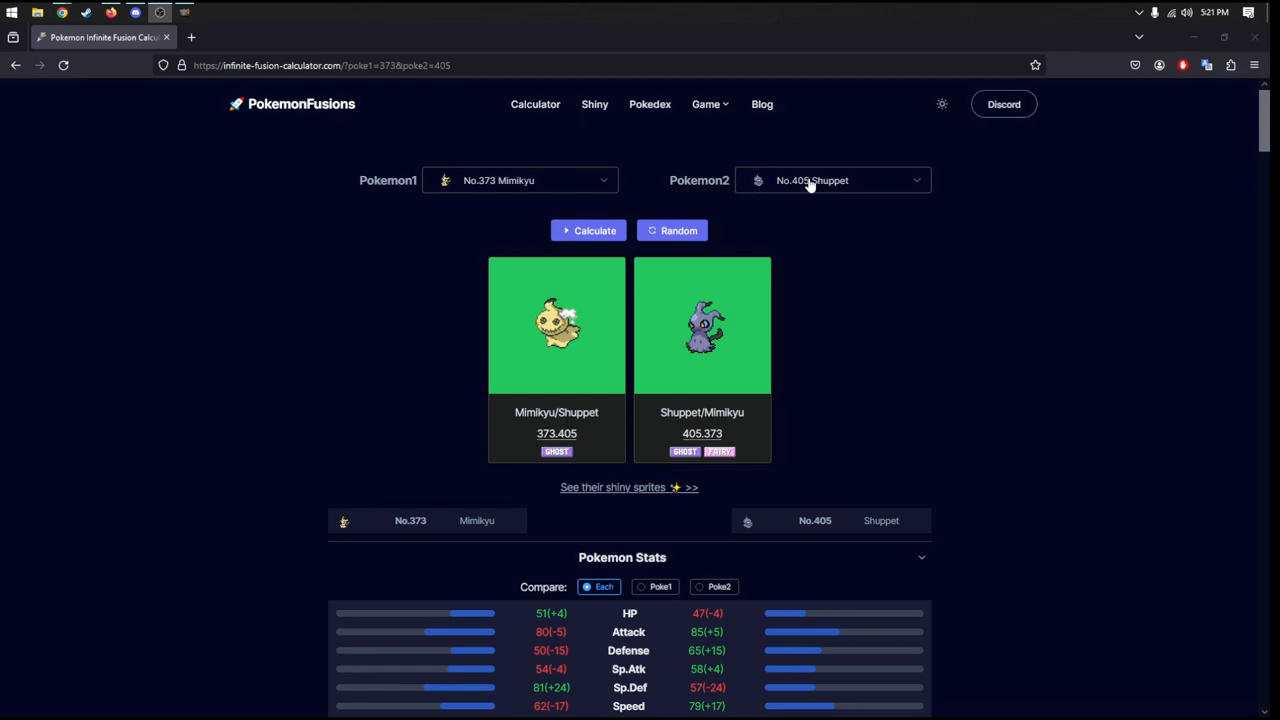 5:21 PM
Pokemon Infinite Fusion Calcul
https://infinite-fusion-calculator.com/?poke1=373&poke2=405
PokemonFusions
Calculator
Shiny
Pokedex
Game
Blog
Discord
Pokemon1
No.373 Mimikyu
Pokemon2
No.405 Shuppet
Calculate
Random
Mimikyu/Shuppet
373.405
GHOST
Shuppet/Mimikyu
405.373
GHOST FAIRY
See their shiny sprites ✨ >>
No.373 Mimikyu
No.405 Shuppet
Pokemon Stats
Compare: Each Poke1 Poke2
51(+4) HP 47(-4)
80(-5) Attack 85(+5)
50(-15) Defense 65(+15)
54(-4) Sp.Atk 58(+4)
81(+24) Sp.Def 57(-24)
62(-17) Speed 79(+17)